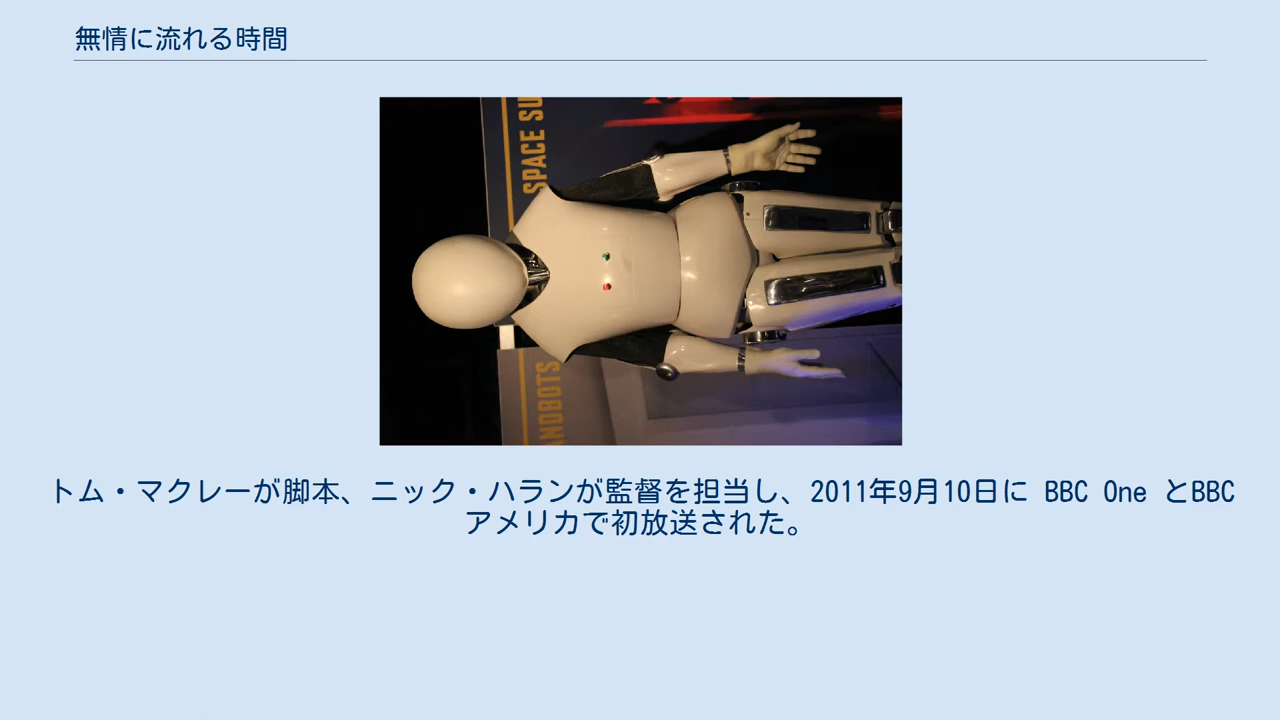 無情に流れる時間
SPACE SU
ANDBOTS
トム・マクレーが脚本、ニック・ハランが監督を担当し、2011年9月10日に BBC One とBBC
アメリカで初放送された。